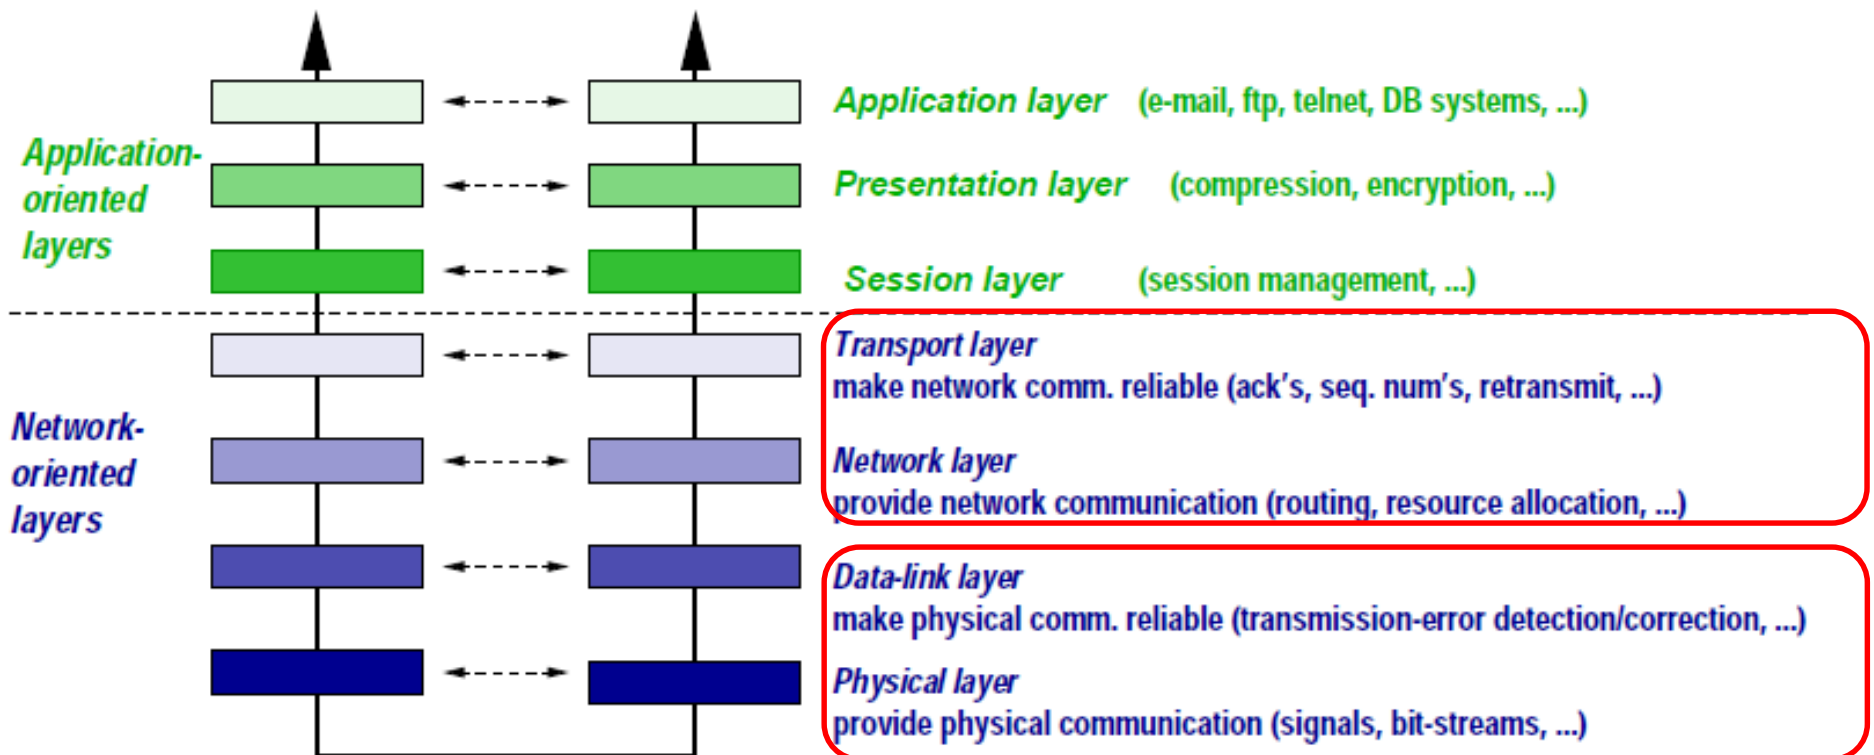 Application-
oriented
layers
Application layer (e-mail, ftp, telnet, DB systems, ...)
Presentation layer (compression, encryption, ...)
Session layer (session management, ...)
Network-
oriented
layers
Transport layer
make network comm. reliable (ack's, seq. num's, retransmit, ...)
Network layer
provide network communication (routing, resource allocation, ...)
Data-link layer
make physical comm. reliable (transmission-error detection/correction, ...)
Physical layer
provide physical communication (signals, bit-streams, ...)